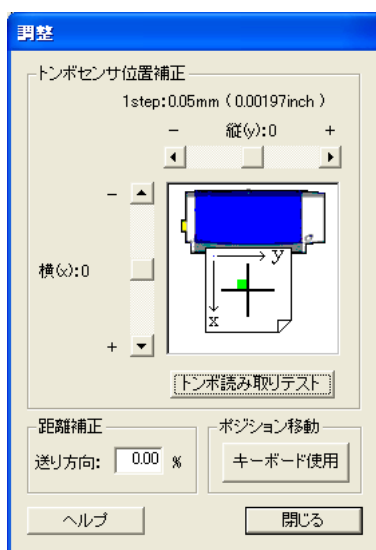 調整
トンボセンサ位置補正
1step:0.05mm ( 0.00197inch )
− 縦(y):0 +
−
横(x):0
+
y
x
トンボ読み取りテスト
距離補正
送り方向: 0.00 %
ポジション移動
キーボード使用
ヘルプ
閉じる